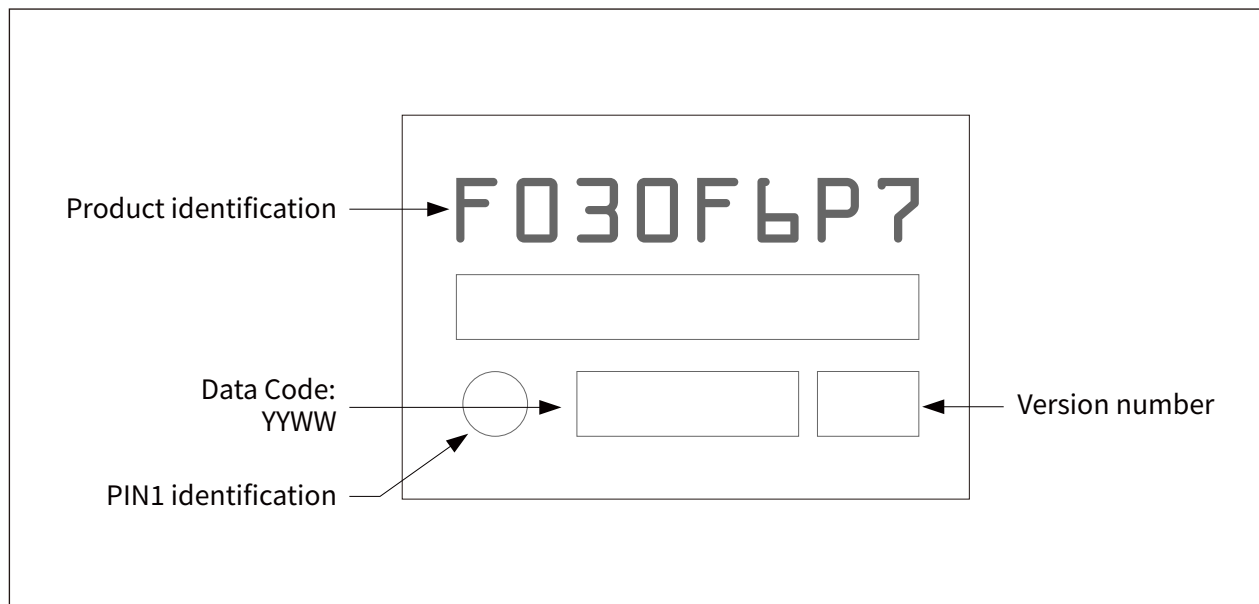 Product identification
F030F6P7
Data Code:
YYWW
Version number
PIN1 identification